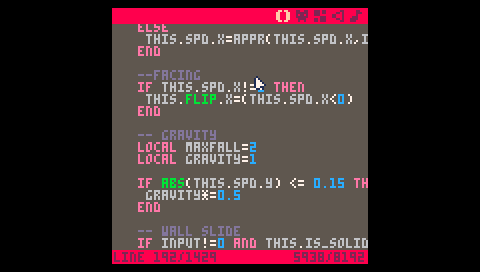 ELSE
THIS.SPD.X=APPR(THIS.SPD.X,I
END
--FACING
IF THIS.SPD.X!= THEN
THIS.FLIP.X=(THIS.SPD.X<0)
END
-- GRAVITY
LOCAL MAXFALL=2
LOCAL GRAVITY=1
IF ABS(THIS.SPD.Y) <= 0.15 TH
GRAVITY*=0.5
END
-- WALL SLIDE
IF INPUT!=0 AND THIS.IS_SOLID
LINE 192/1429 5938/8192